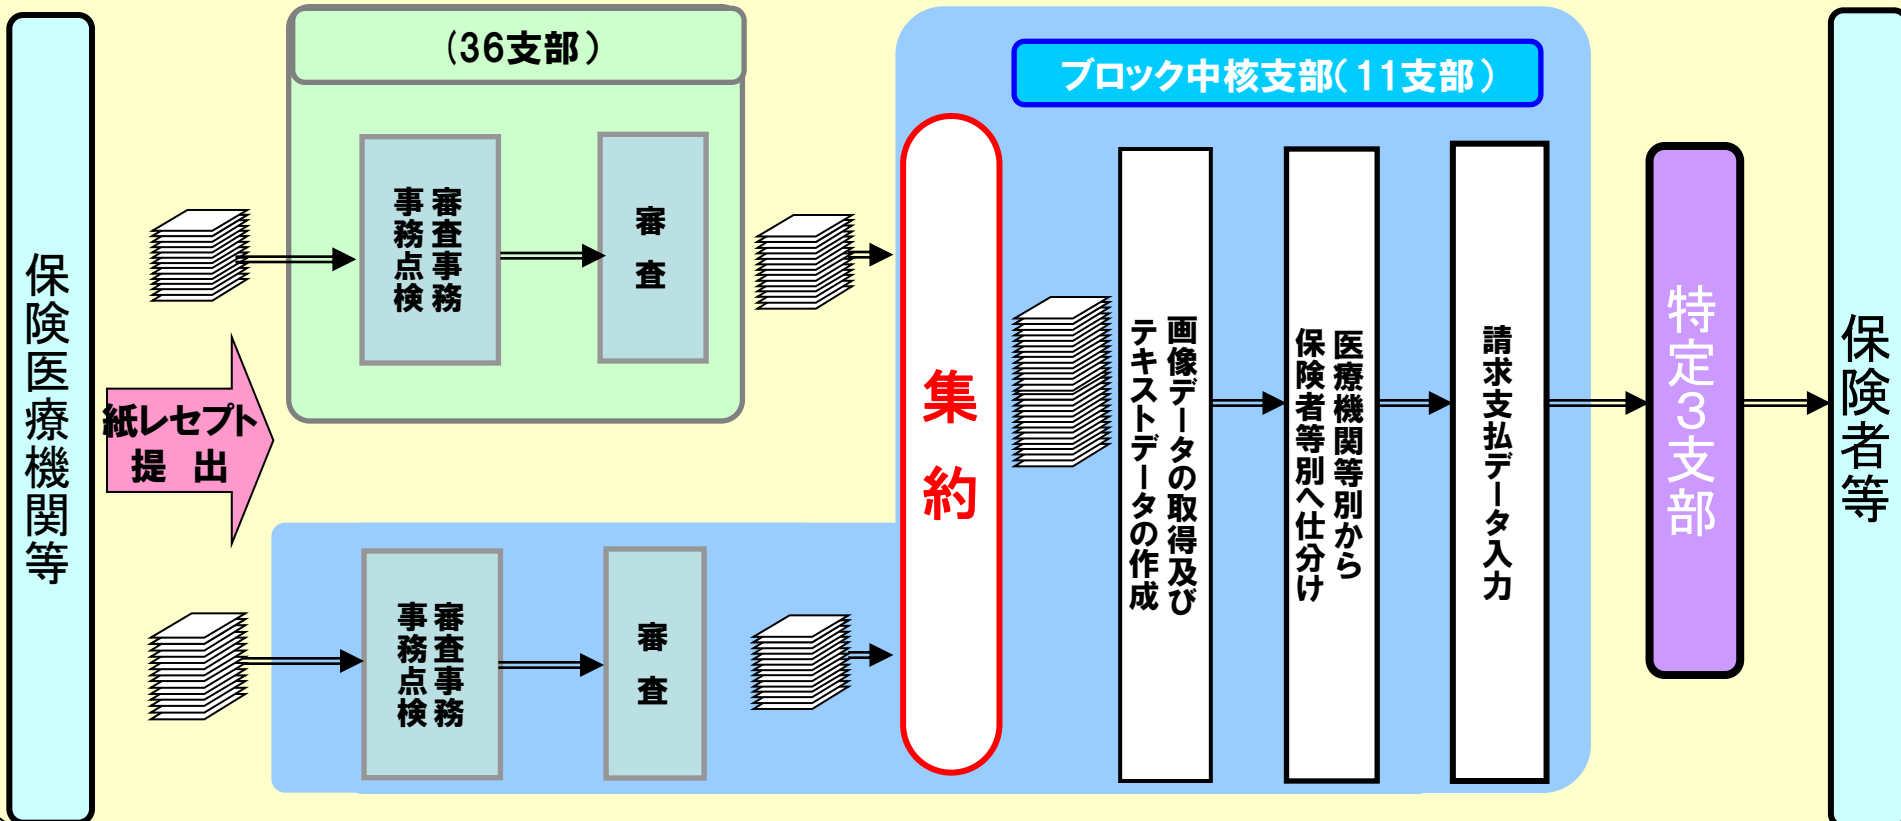 保険医療機関等
紙レセプト
提 出
(36支部)
審査事務
事務点検
審査
審査事務
事務点検
審査
ブロック中核支部(11支部)
集約
画像データの取得及び
テキストデータの作成
医療機関等別から
保険者等別へ仕分け
請求支払データ入力
特定3支部
保険者等